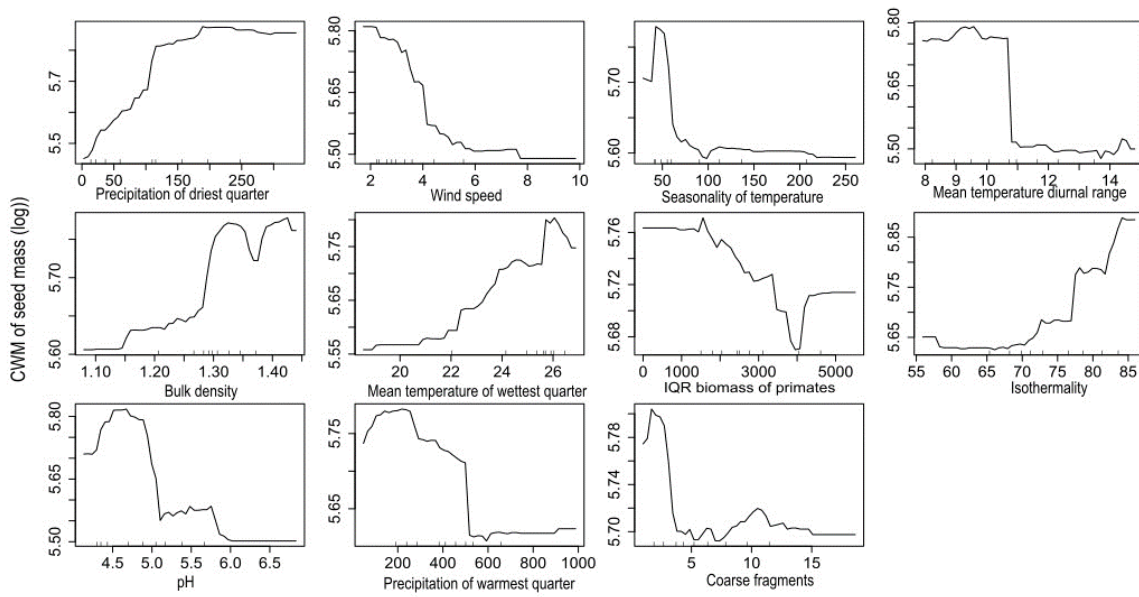 CWM of seed mass (log))
5.5 5.7
0 50 150 250
Precipitation of driest quarter
5.50 5.65 5.80
2 4 6 8 10
Wind speed
5.60 5.70
50 100 150 200 250
Seasonality of temperature
5.50 5.65 5.80
8 9 10 12 14
Mean temperature diurnal range
5.60 5.70
1.10 1.20 1.30 1.40
Bulk density
5.55 5.65 5.75
20 22 24 26
Mean temperature of wettest quarter
5.68 5.72 5.76
0 1000 3000 5000
IQR biomass of primates
5.65 5.75 5.85
55 60 65 70 75 80 85
Isothermality
5.50 5.65 5.80
4.5 5.0 5.5 6.0 6.5
pH
5.65 5.75
200 400 600 800 1000
Precipitation of warmest quarter
5.70 5.74 5.78
5 10 15
Coarse fragments